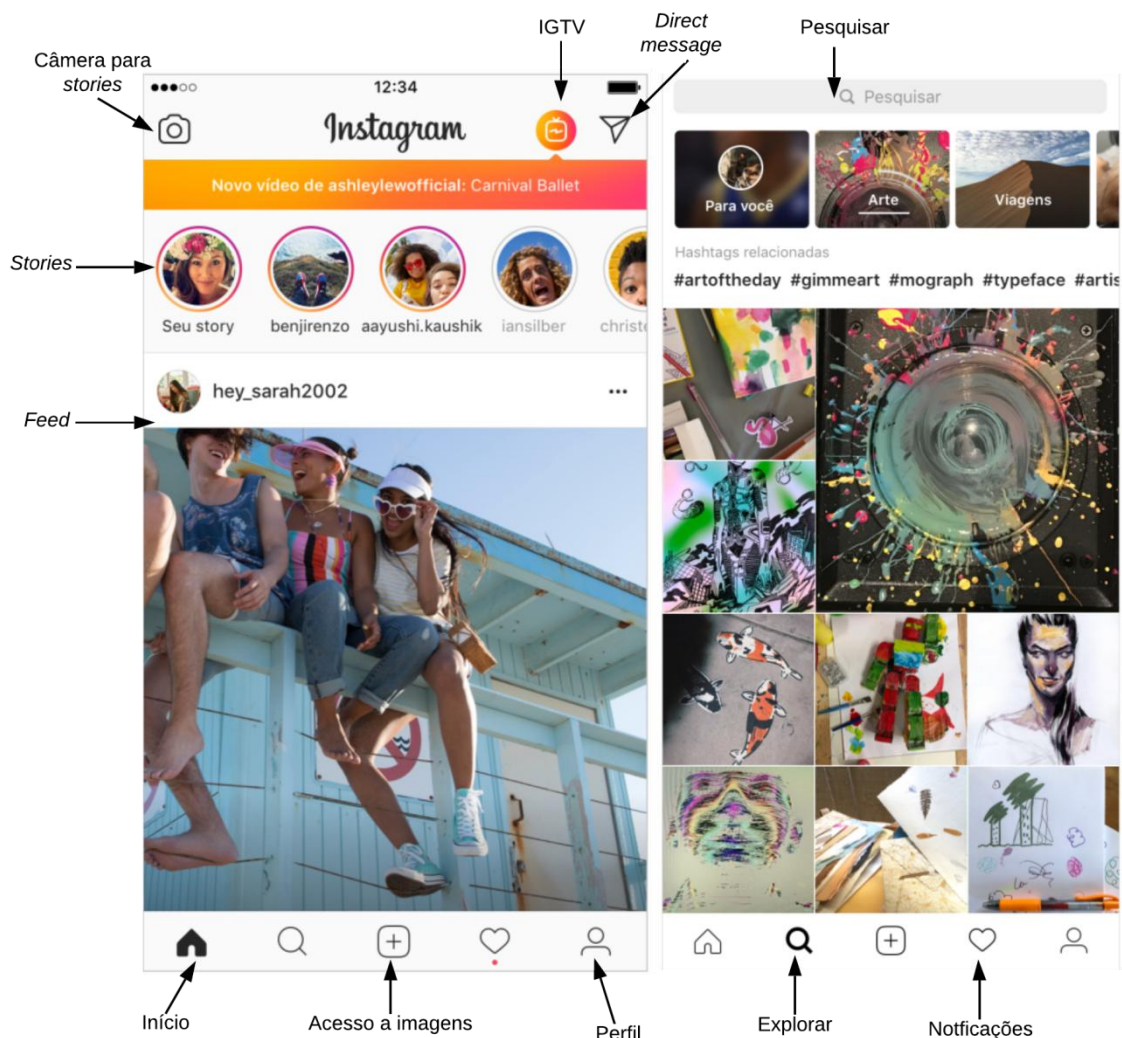 IGTV
Direct
message
Pesquisar
Câmera para
stories
12:34
Pesquisar
Instagram
Novo vídeo de ashleylewofficial: Carnival Ballet
Para você
Arte
Viagens
Stories
Seu story
benjirenzo
aayushi.kaushik
iansilber
christe
Hashtags relacionadas
#artoftheday #gimmeart #mograph #typeface #artis
hey_sarah2002
Feed
Início
Acesso a imagens
Perfil
Explorar
Notficações